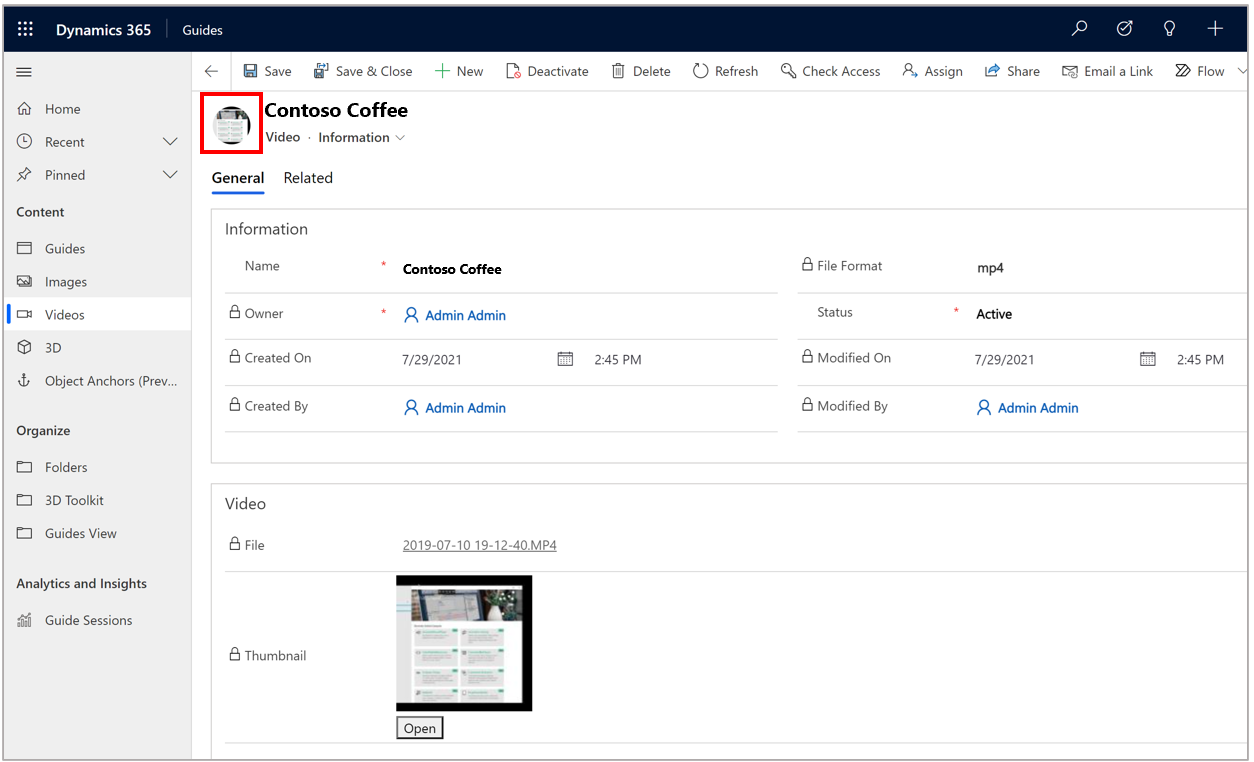 Dynamics 365 Guides
Save Save & Close New Deactivate Delete Refresh Check Access Assign Share Email a Link Flow
Home
Recent
Pinned
Content
Guides
Images
Videos
3D
Object Anchors (Prev...
Organize
Folders
3D Toolkit
Guides View
Analytics and Insights
Guide Sessions
Contoso Coffee
Video · Information
General Related
Information
Name * Contoso Coffee
File Format mp4
Owner * Admin Admin
Status * Active
Created On 7/29/2021 2:45 PM
Modified On 7/29/2021 2:45 PM
Created By Admin Admin
Modified By Admin Admin
Video
File 2019-07-10 19-12-40.MP4
Thumbnail
Open